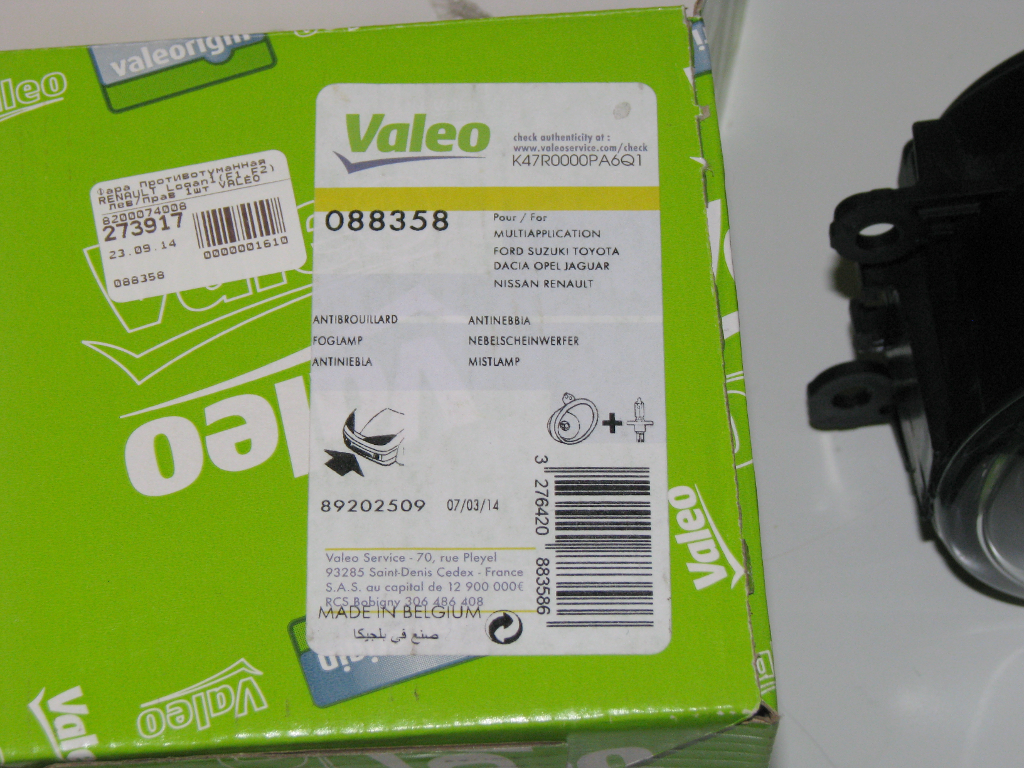 valeorigin
Valeo
Valeo
check authenticity at :
www.valeoservice.com/check
K47R0000PA6Q1
Фара противотуманная
RENAULT Logan1(F1,F2)
лев/прав 1шт VALEO
8200074008
273917
23.09.14
0000001610
088358
088358
Pour / For
MULTIAPPLICATION
FORD SUZUKI TOYOTA
DACIA OPEL JAGUAR
NISSAN RENAULT
ANTIBROUILLARD
ANTINEBBIA
FOGLAMP
NEBELSCHEINWERFER
ANTINIEBLA
MISTLAMP
Valeo
89202509
07/03/14
3 276420 883586
Valeo
Valeo Service - 70, rue Pleyel
93285 Saint-Denis Cedex - France
S.A.S. au capital de 12 900 000€
RCS Bobigny 306 486 408
MADE IN BELGIUM
صنع في بلجيكا
Valeo
Val